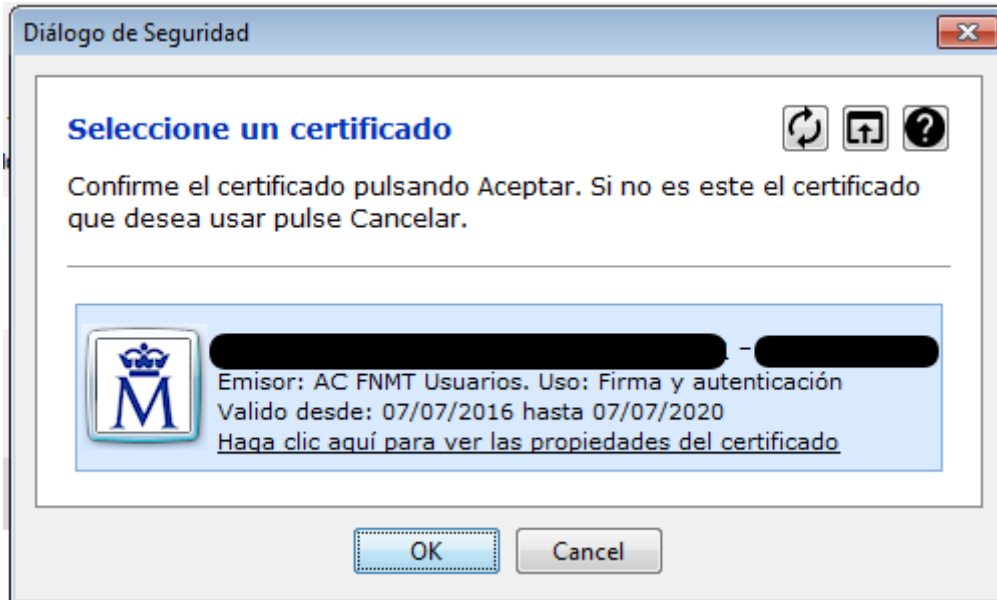 Diálogo de Seguridad
Seleccione un certificado
Confirme el certificado pulsando Aceptar. Si no es este el certificado
que desea usar pulse Cancelar.
-
Emisor: AC FNMT Usuarios. Uso: Firma y autenticación
Valido desde: 07/07/2016 hasta 07/07/2020
Haga clic aquí para ver las propiedades del certificado
OK
Cancel